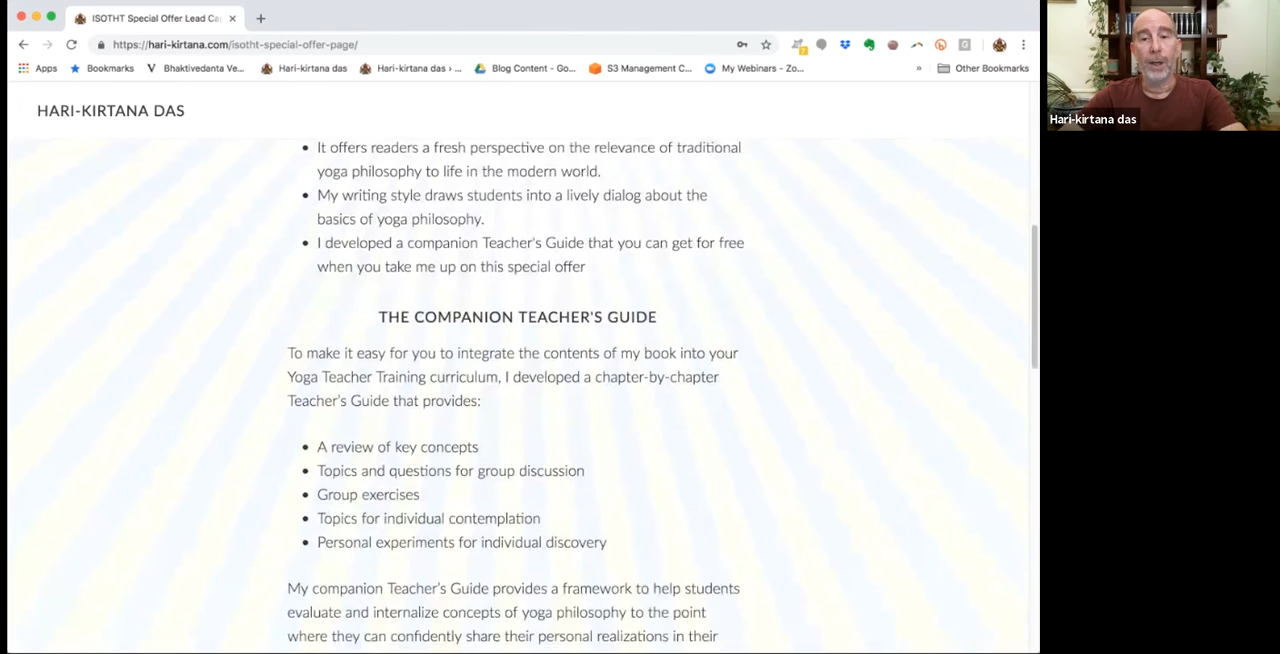 ISOTHT Special Offer Lead Ca
https://hari-kirtana.com/isotht-special-offer-page/
Apps Bookmarks Bhaktivedanta Ve... Hari-kirtana das Hari-kirtana das › ... Blog Content - Go... S3 Management C... My Webinars - Zo... » Other Bookmarks
Hari-kirtana das
HARI-KIRTANA DAS
• It offers readers a fresh perspective on the relevance of traditional
yoga philosophy to life in the modern world.
• My writing style draws students into a lively dialog about the
basics of yoga philosophy.
• I developed a companion Teacher's Guide that you can get for free
when you take me up on this special offer
THE COMPANION TEACHER'S GUIDE
To make it easy for you to integrate the contents of my book into your
Yoga Teacher Training curriculum, I developed a chapter-by-chapter
Teacher's Guide that provides:
• A review of key concepts
• Topics and questions for group discussion
• Group exercises
• Topics for individual contemplation
• Personal experiments for individual discovery
My companion Teacher's Guide provides a framework to help students
evaluate and internalize concepts of yoga philosophy to the point
where they can confidently share their personal realizations in their